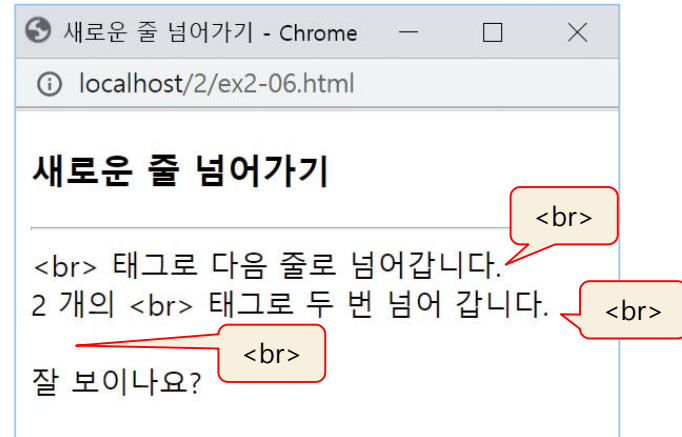 새로운 줄 넘어가기 - Chrome
localhost/2/ex2-06.html
새로운 줄 넘어가기
<br>
<br> 태그로 다음 줄로 넘어갑니다.
2 개의 <br> 태그로 두 번 넘어 갑니다.
<br>
<br>
잘 보이나요?